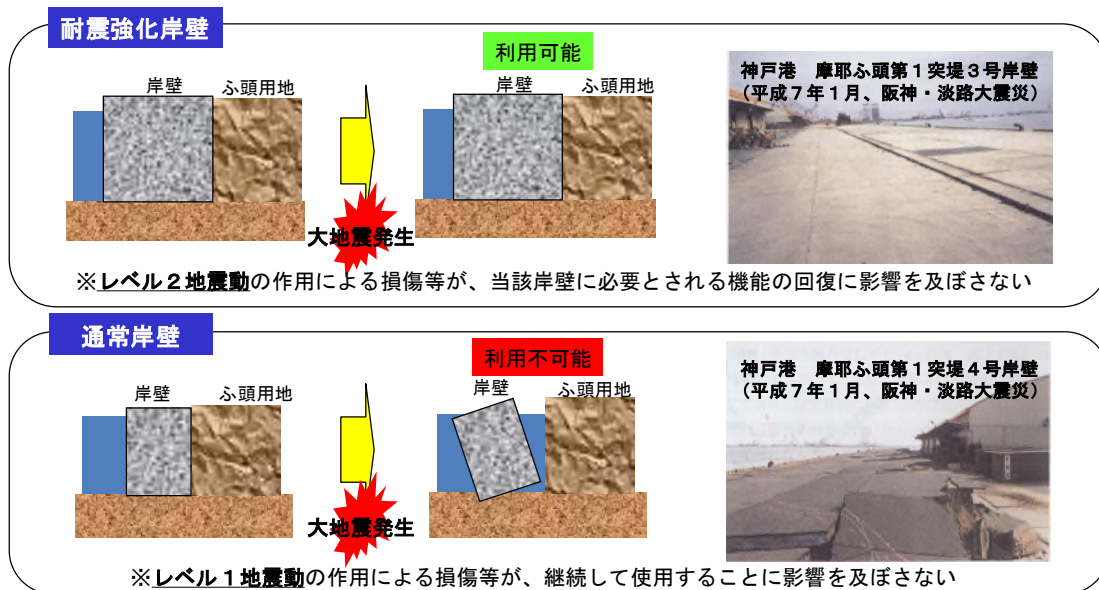 耐震強化岸壁
利用可能
岸壁
ふ頭用地
岸壁
ふ頭用地
大地震発生
神戸港　摩耶ふ頭第１突堤３号岸壁
（平成７年１月、阪神・淡路大震災）
※レベル２地震動の作用による損傷等が、当該岸壁に必要とされる機能の回復に影響を及ぼさない
通常岸壁
利用不可能
岸壁
ふ頭用地
岸壁
ふ頭用地
大地震発生
神戸港　摩耶ふ頭第１突堤４号岸壁
（平成７年１月、阪神・淡路大震災）
※レベル１地震動の作用による損傷等が、継続して使用することに影響を及ぼさない